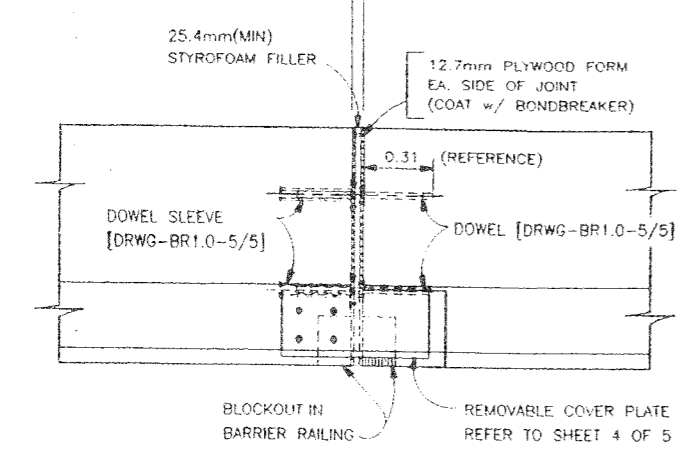 25.4mm(MIN)
STYROFOAM FILLER
12.7mm PLYWOOD FORM
EA. SIDE OF JOINT
(COAT w/ BONDBREAKER)
0.31 (REFERENCE)
DOWEL SLEEVE
[DRWG-BR1.0-5/5]
DOWEL [DRWG-BR1.0-5/5]
BLOCKOUT IN
BARRIER RAILING
REMOVABLE COVER PLATE
REFER TO SHEET 4 OF 5